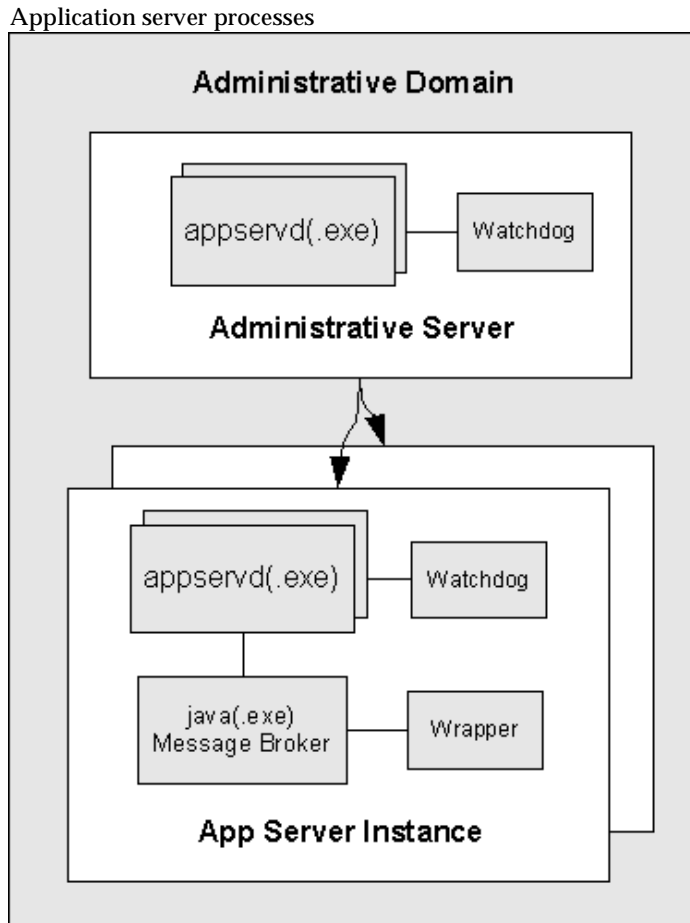 Application server processes
Administrative Domain
appservd(.exe)
Watchdog
Administrative Server
appservd(.exe)
Watchdog
java(.exe)
Message Broker
Wrapper
App Server Instance